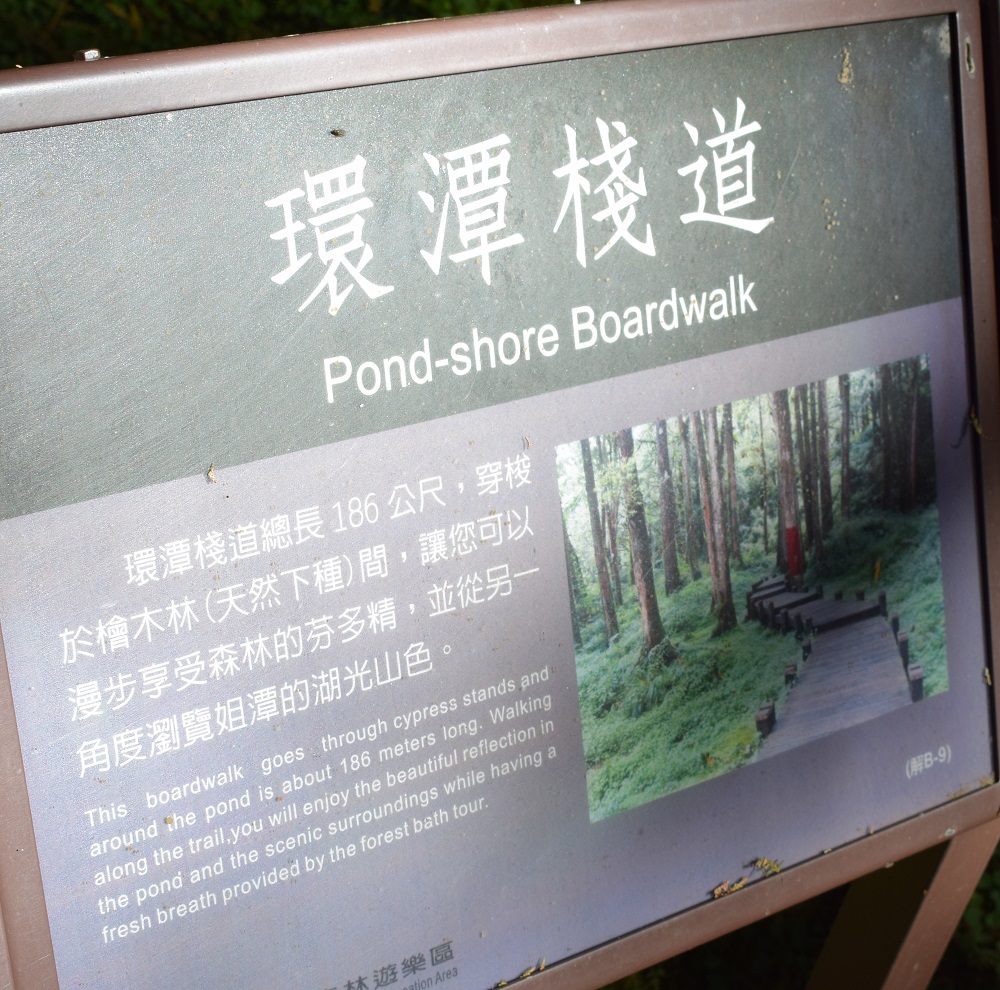 環潭棧道
Pond-shore Boardwalk
環潭棧道總長186公尺，穿梭
於檜木林(天然下種)間，讓您可以
漫步享受森林的芬多精，並從另一
角度瀏覽姐潭的湖光山色。
This boardwalk goes through cypress stands and
around the pond is about 186 meters long. Walking
along the trail,you will enjoy the beautiful reflection in
the pond and the scenic surroundings while having a
fresh breath provided by the forest bath tour.
(解B-9)
林遊樂區
Area